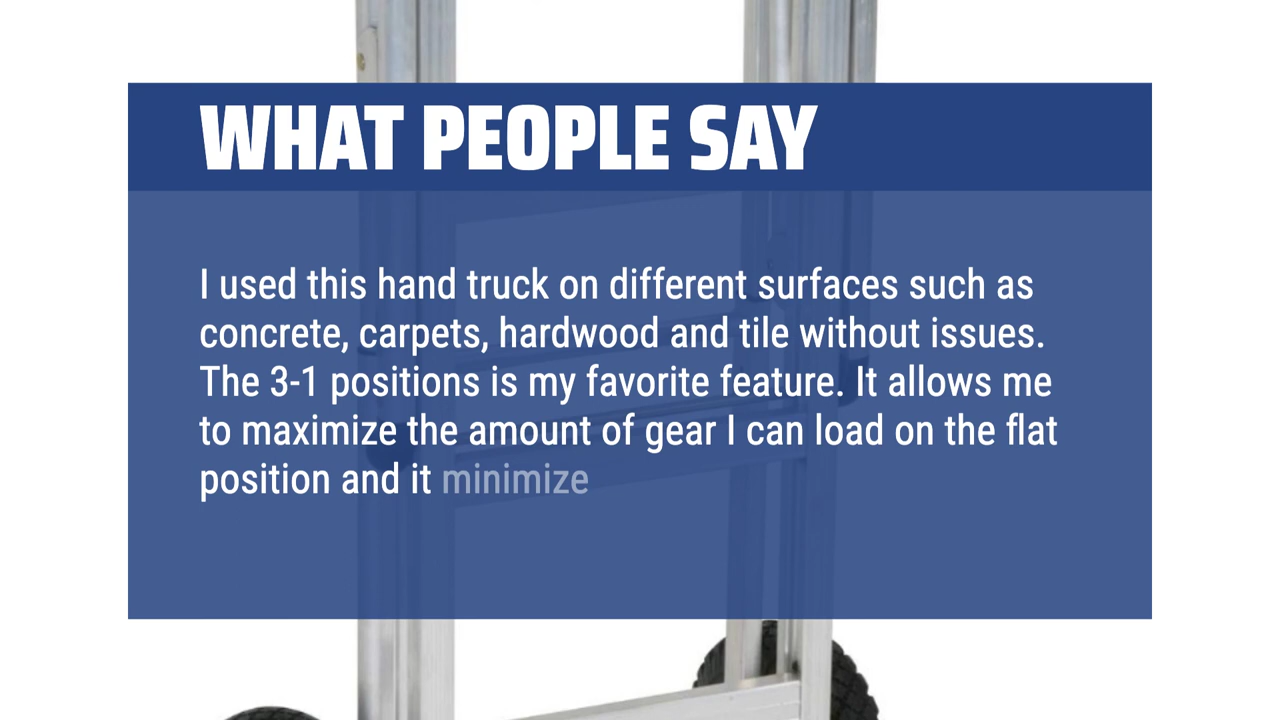 WHAT PEOPLE SAY
I used this hand truck on different surfaces such as
concrete, carpets, hardwood and tile without issues.
The 3-1 positions is my favorite feature. It allows me
to maximize the amount of gear I can load on the flat
position and it minimize